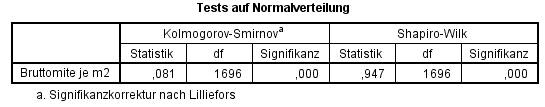 Tests auf Normalverteilung
Kolmogorov-Smirnov^a Shapiro-Wilk
Statistik df Signifikanz Statistik df Signifikanz
Bruttomite je m2 ,081 1696 ,000 ,947 1696 ,000
a. Signifikanzkorrektur nach Lilliefors